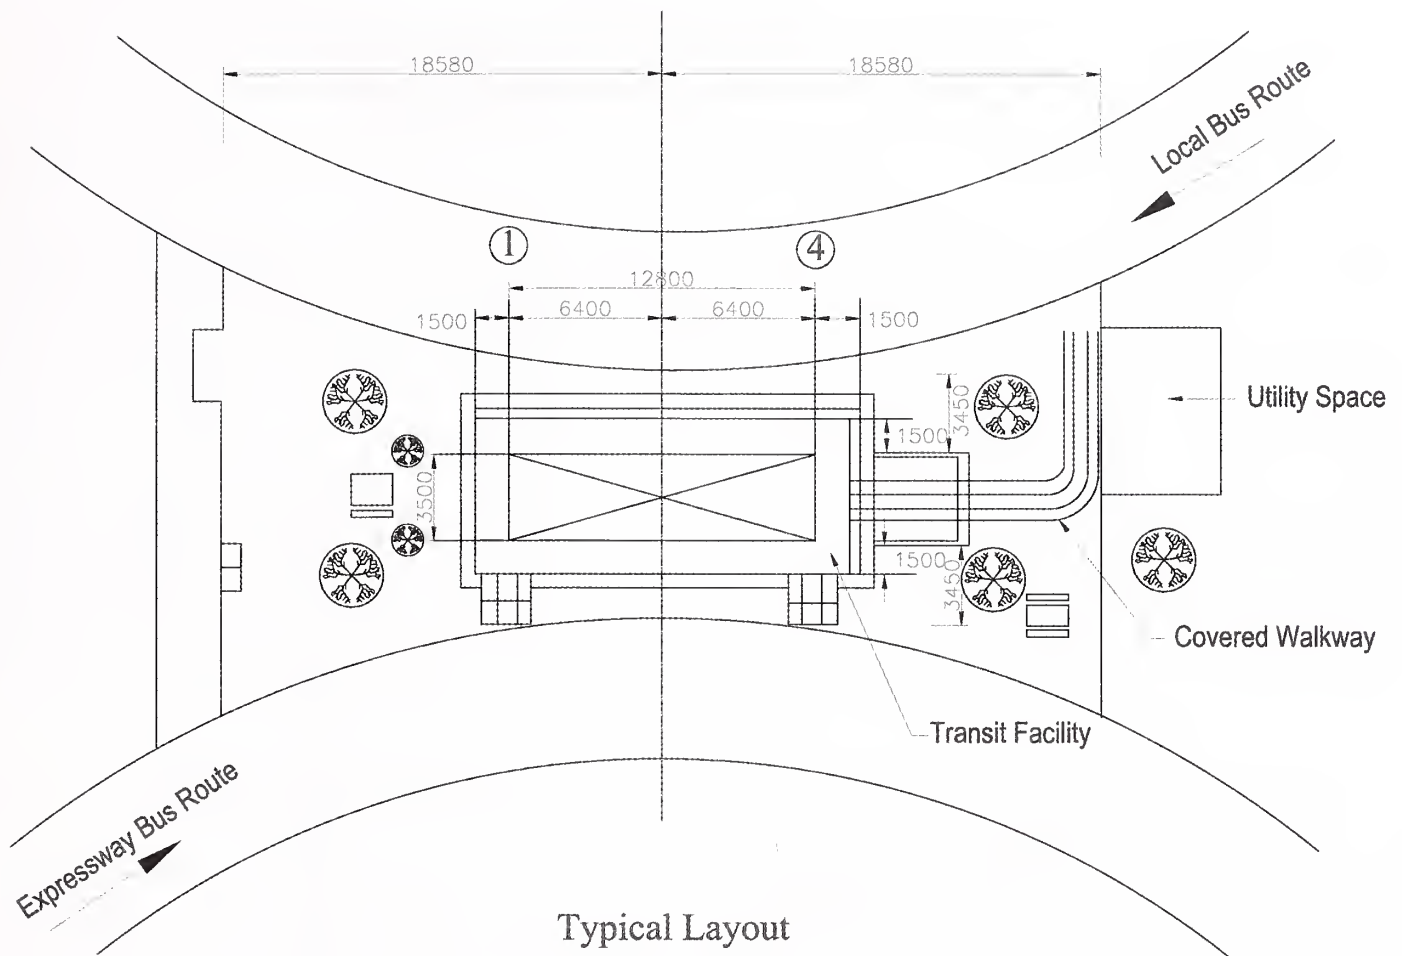 18580
18580
Local Bus Route
1
4
12800
1500
6400
6400
1500
3450
1500
Utility Space
3500
1500
3450
Covered Walkway
Transit Facility
Expressway Bus Route
Typical Layout